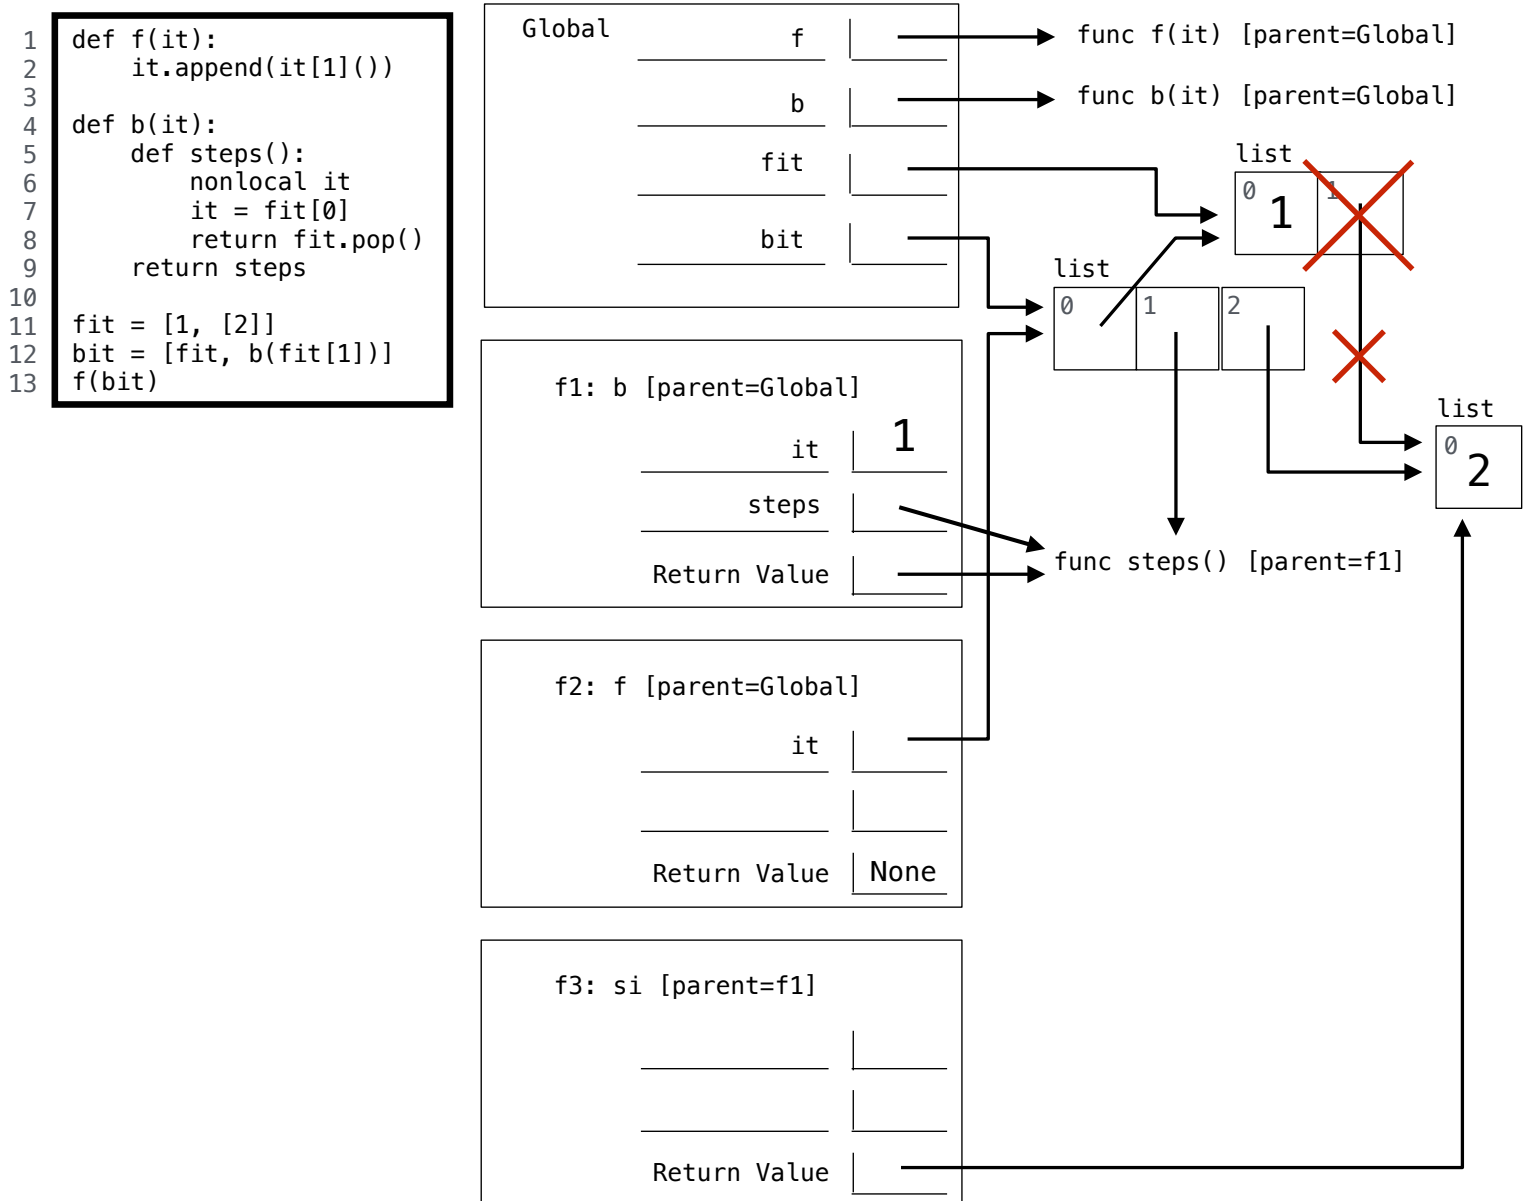 1 def f(it):
2     it.append(it[1]())
3
4 def b(it):
5     def steps():
6         nonlocal it
7         it = fit[0]
8         return fit.pop()
9     return steps
10
11 fit = [1, [2]]
12 bit = [fit, b(fit[1])]
13 f(bit)
Global
f
func f(it) [parent=Global]
b
func b(it) [parent=Global]
fit
list
0 1 1
bit
list
0 1 2
list
0 2
f1: b [parent=Global]
it 1
steps
Return Value
func steps() [parent=f1]
f2: f [parent=Global]
it
Return Value None
f3: si [parent=f1]
Return Value